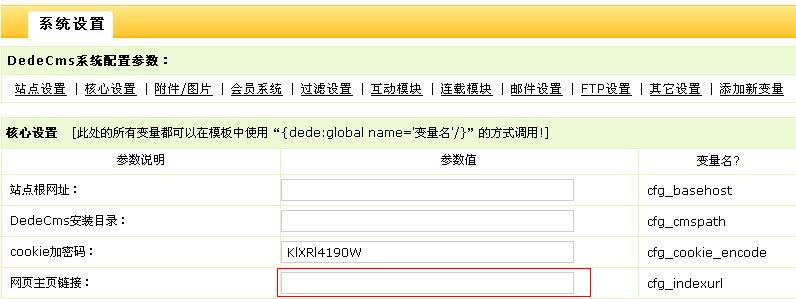 系统设置
DedeCms系统配置参数：
站点设置 | 核心设置 | 附件/图片 | 会员系统 | 过滤设置 | 互动模块 | 连载模块 | 邮件设置 | FTP设置 | 其它设置 | 添加新变量
核心设置 [此处的所有变量都可以在模板中使用“{dede:global name='变量名'/}”的方式调用!]
参数说明 参数值 变量名?
站点根网址： cfg_basehost
DedeCms安装目录： cfg_cmspath
cookie加密码： KlXRl4190W cfg_cookie_encode
网页主页链接： cfg_indexurl